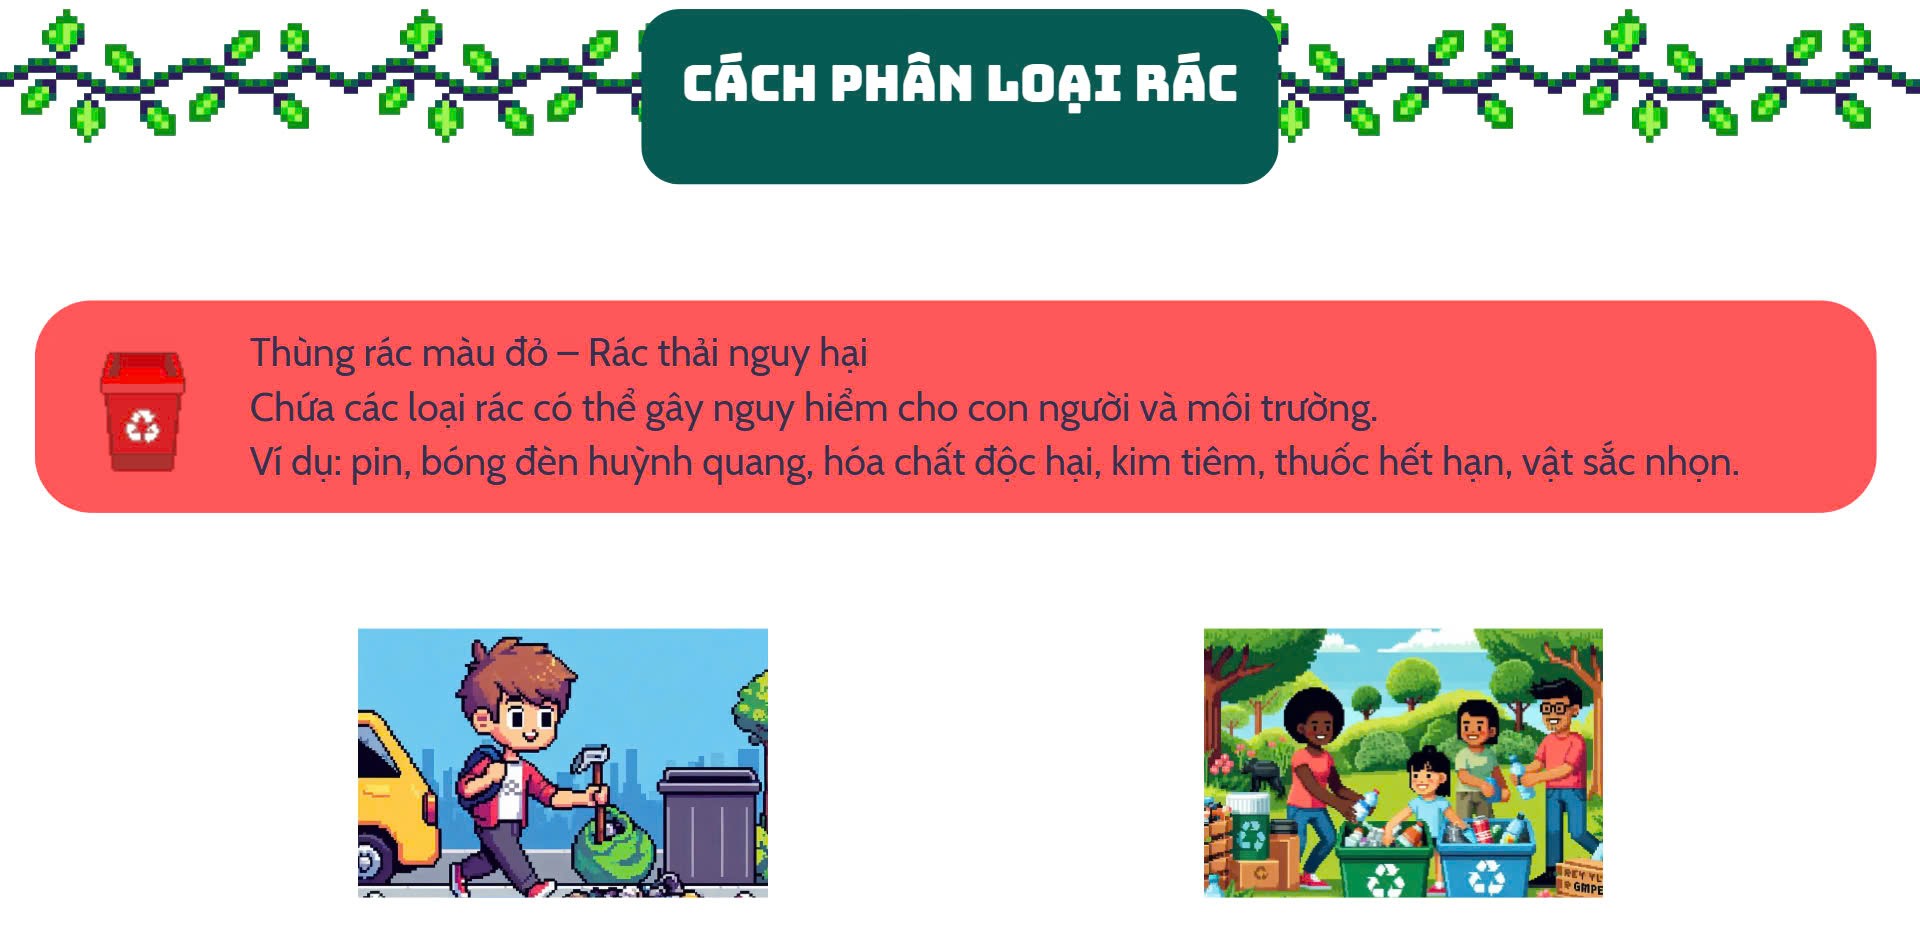 CÁCH PHÂN LOẠI RÁC
Thùng rác màu đỏ – Rác thải nguy hại
Chứa các loại rác có thể gây nguy hiểm cho con người và môi trường.
Ví dụ: pin, bóng đèn huỳnh quang, hóa chất độc hại, kim tiêm, thuốc hết hạn, vật sắc nhọn.